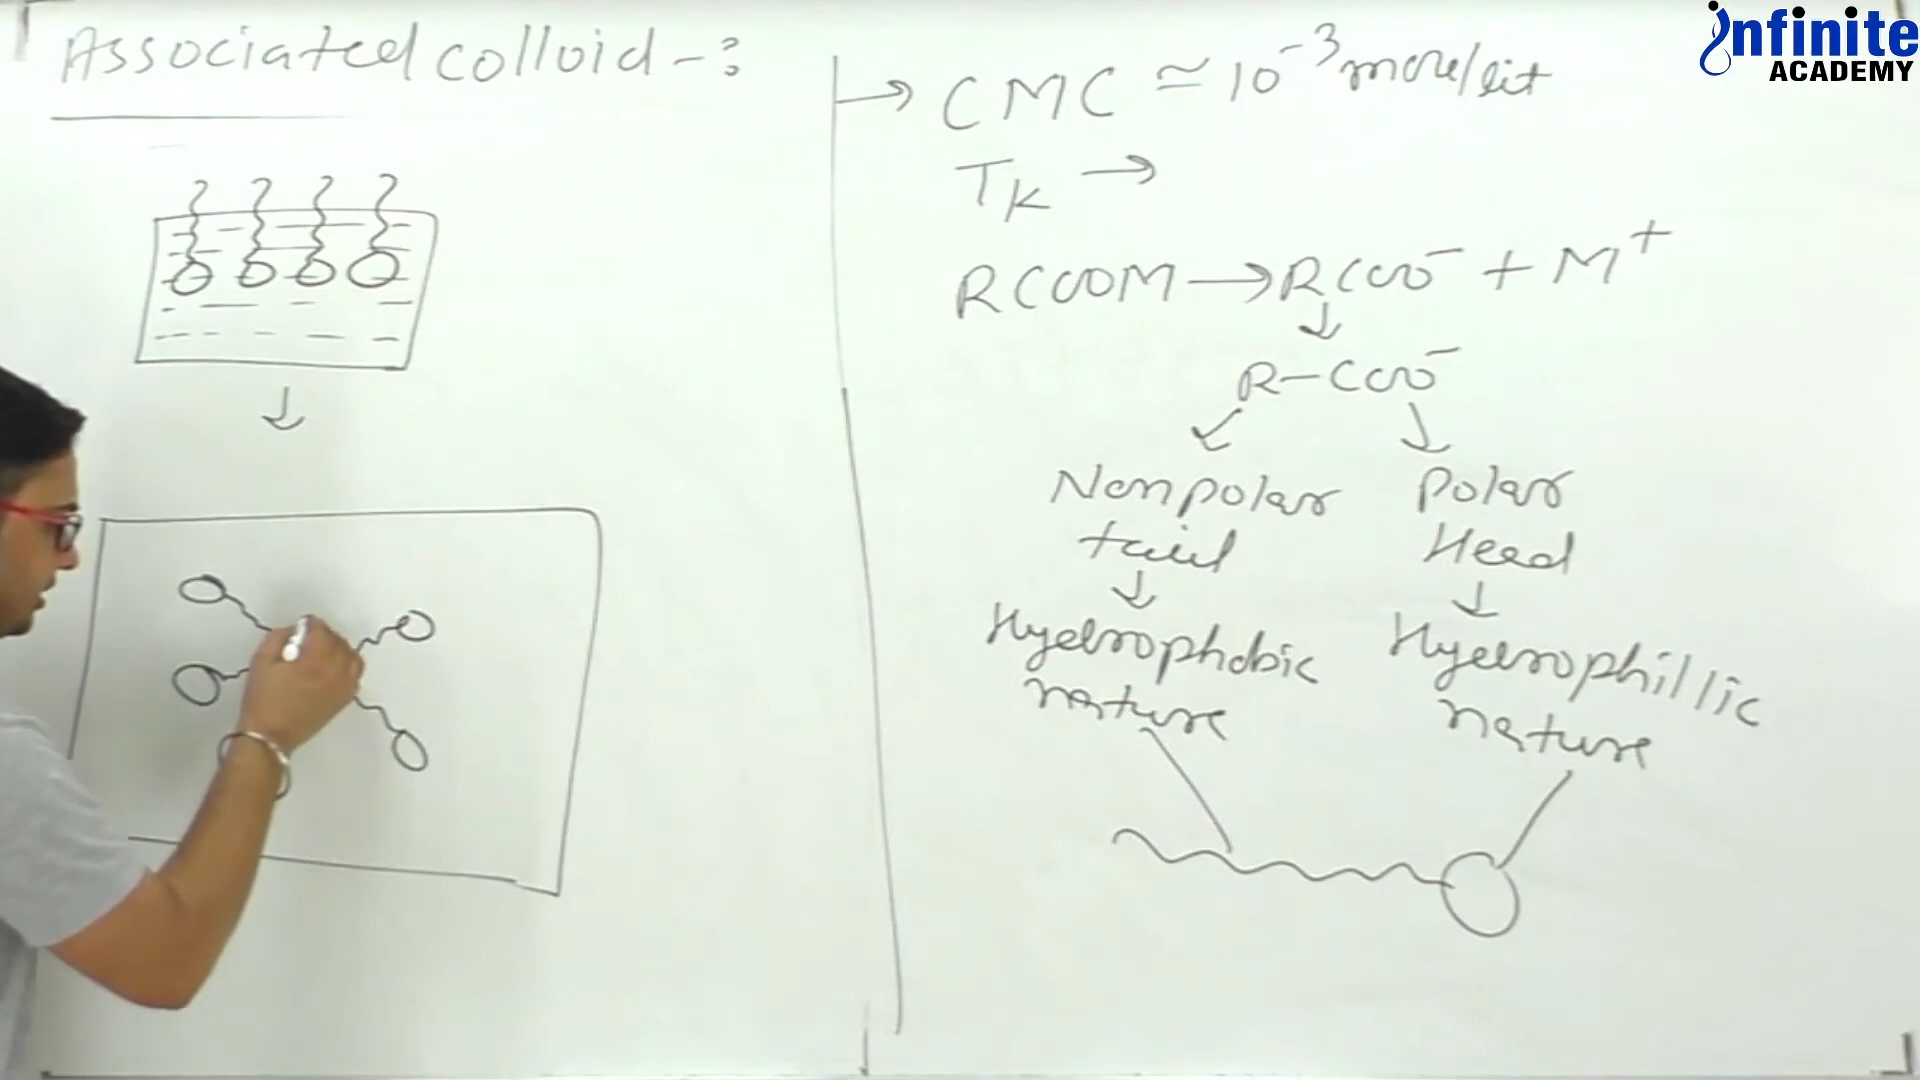 Associated colloid -:
→ CMC ≃ 10⁻³ mole/lit
T_K →
RCOOM → RCOO⁻ + M⁺
R-COO⁻
Nonpolar tail
Polar Head
Hydrophobic nature
Hydrophillic nature
infinite
ACADEMY